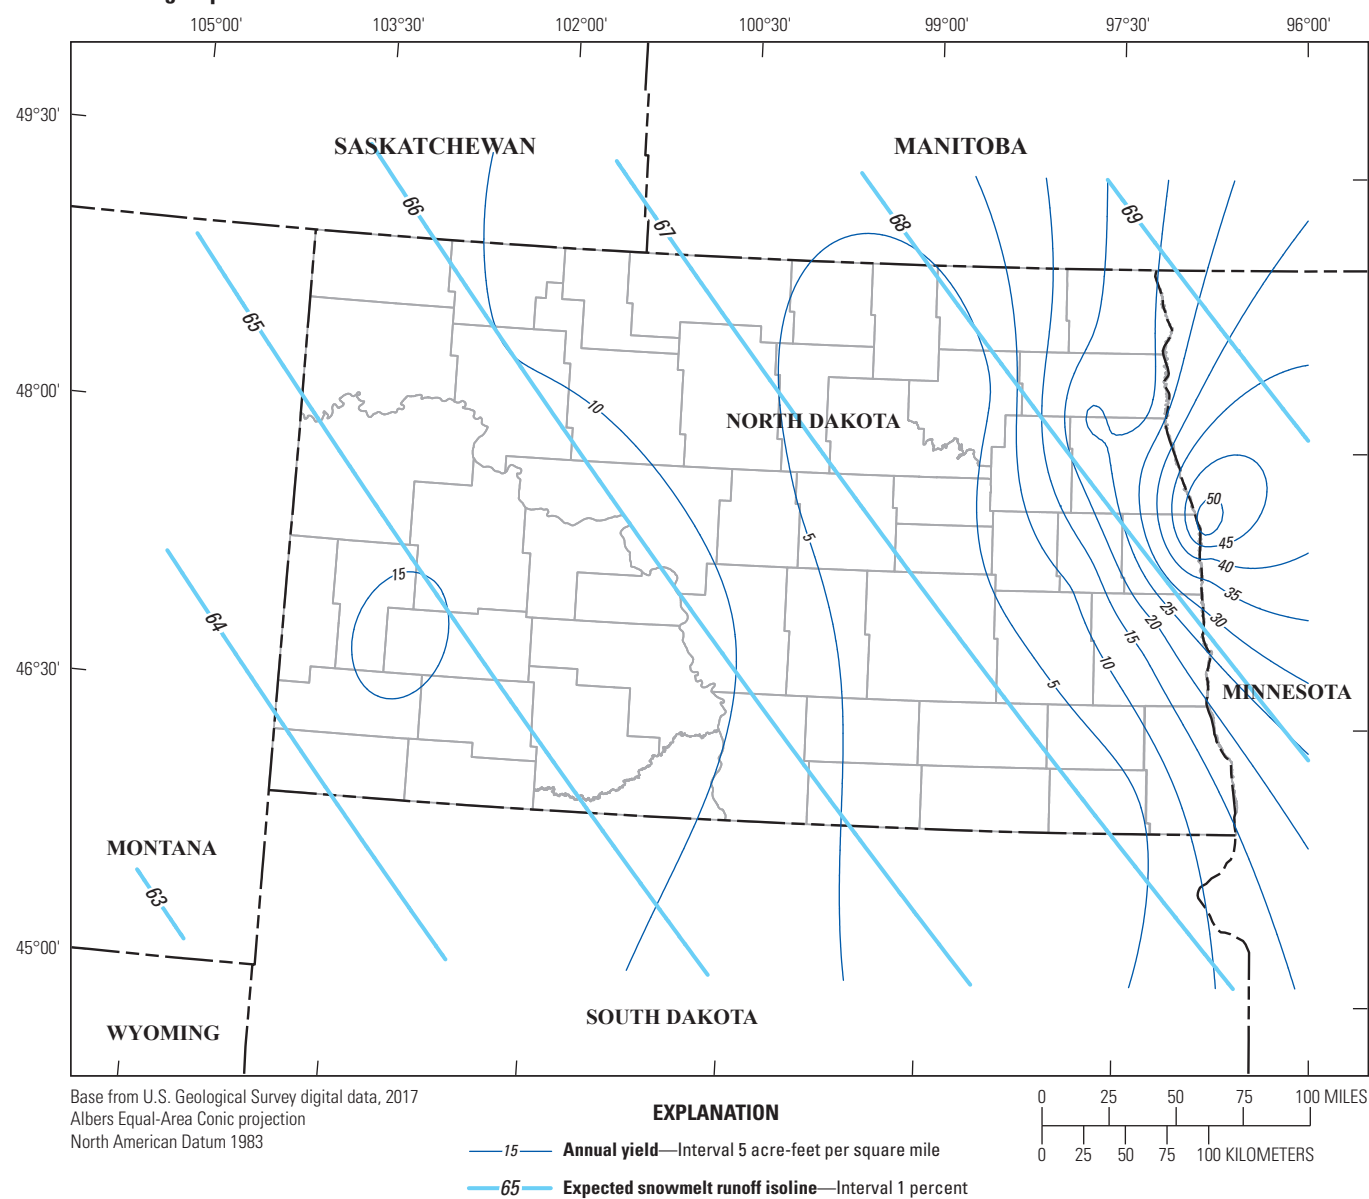 105°00' 103°30' 102°00' 100°30' 99°00' 97°30' 96°00'
49°30'
SASKATCHEWAN MANITOBA
66 67 68 69
65
48°00'
10
NORTH DAKOTA
50
5 45
40
15 35
25
20 30
64 15
10
46°30'
5 MINNESOTA
MONTANA
63
45°00'
SOUTH DAKOTA
WYOMING
Base from U.S. Geological Survey digital data, 2017
Albers Equal-Area Conic projection
North American Datum 1983
EXPLANATION
15 Annual yield—Interval 5 acre-feet per square mile
65 Expected snowmelt runoff isoline—Interval 1 percent
0 25 50 75 100 MILES
0 25 50 75 100 KILOMETERS